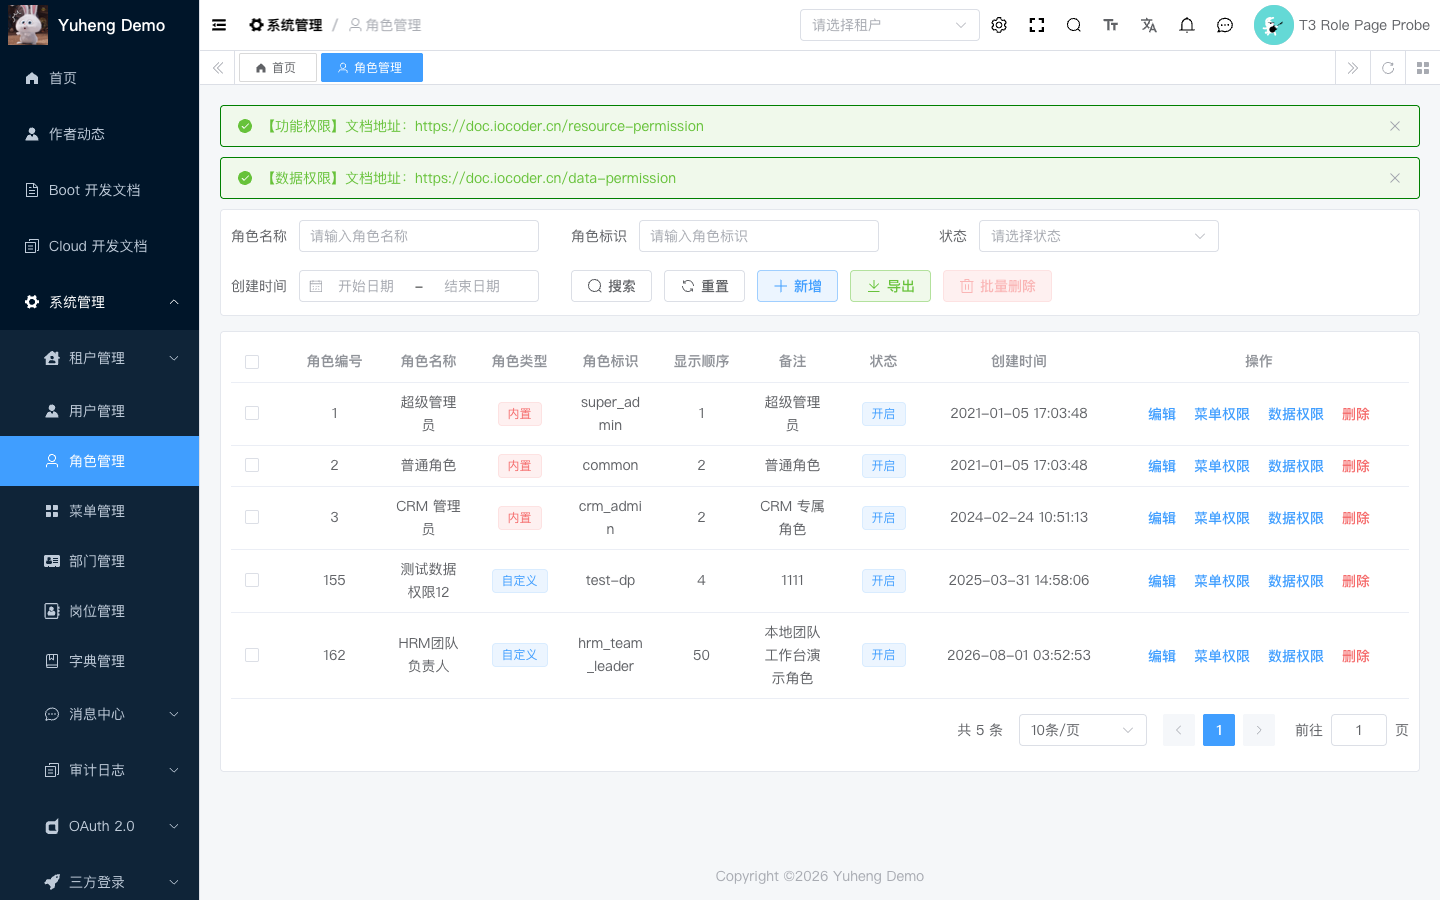 Yuheng Demo
系统管理 / 角色管理
请选择租户
T3 Role Page Probe
首页
角色管理
首页
作者动态
Boot 开发文档
Cloud 开发文档
系统管理
租户管理
用户管理
角色管理
菜单管理
部门管理
岗位管理
字典管理
消息中心
审计日志
OAuth 2.0
三方登录
【功能权限】文档地址：https://doc.iocoder.cn/resource-permission
【数据权限】文档地址：https://doc.iocoder.cn/data-permission
角色名称 请输入角色名称 角色标识 请输入角色标识 状态 请选择状态
创建时间 开始日期 - 结束日期 搜索 重置 新增 导出 批量删除
角色编号 角色名称 角色类型 角色标识 显示顺序 备注 状态 创建时间 操作
1 超级管理员 内置 super_admin 1 超级管理员 开启 2021-01-05 17:03:48 编辑 菜单权限 数据权限 删除
2 普通角色 内置 common 2 普通角色 开启 2021-01-05 17:03:48 编辑 菜单权限 数据权限 删除
3 CRM 管理员 内置 crm_admin 2 CRM 专属角色 开启 2024-02-24 10:51:13 编辑 菜单权限 数据权限 删除
155 测试数据权限12 自定义 test-dp 4 1111 开启 2025-03-31 14:58:06 编辑 菜单权限 数据权限 删除
162 HRM团队负责人 自定义 hrm_team_leader 50 本地团队工作台演示角色 开启 2026-08-01 03:52:53 编辑 菜单权限 数据权限 删除
共 5 条 10条/页 1 前往 1 页
Copyright ©2026 Yuheng Demo